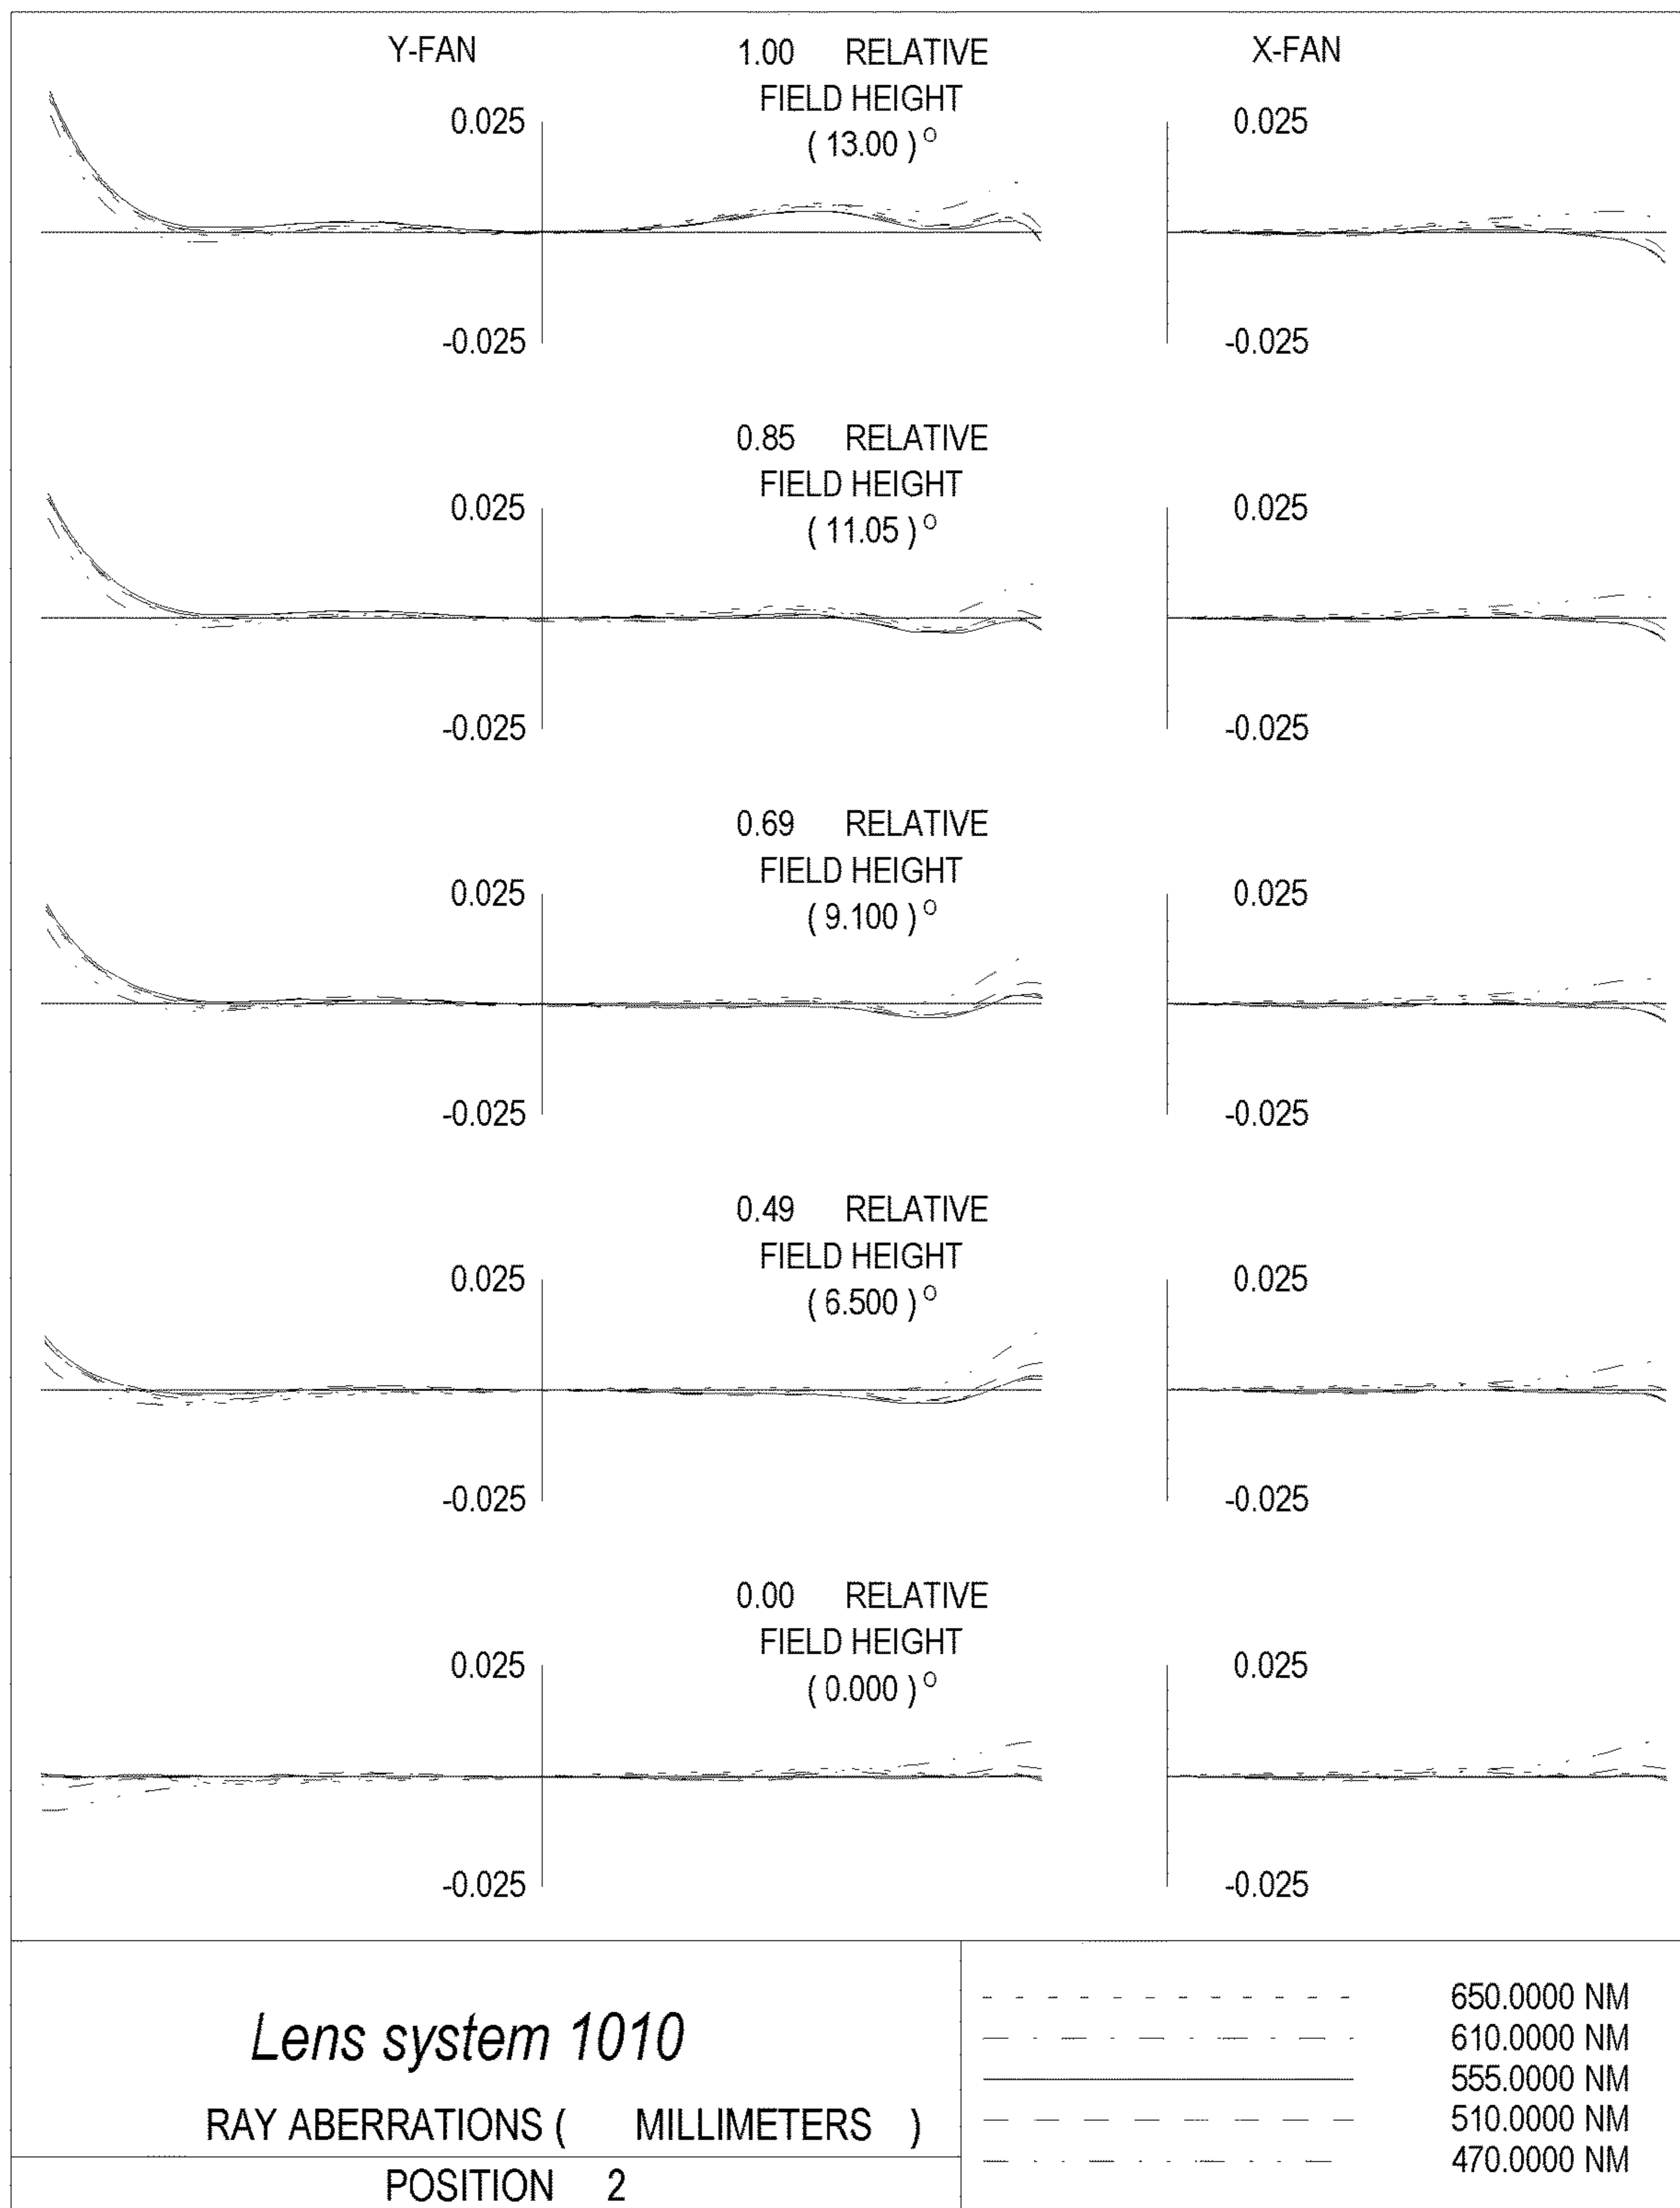 Y-FAN 1.00 RELATIVE X-FAN
FIELD HEIGHT
0.025 ( 13.00 )° 0.025
-0.025 -0.025
0.85 RELATIVE
FIELD HEIGHT
0.025 ( 11.05 )° 0.025
-0.025 -0.025
0.69 RELATIVE
FIELD HEIGHT
0.025 ( 9.100 )° 0.025
-0.025 -0.025
0.49 RELATIVE
FIELD HEIGHT
0.025 ( 6.500 )° 0.025
-0.025 -0.025
0.00 RELATIVE
FIELD HEIGHT
0.025 ( 0.000 )° 0.025
-0.025 -0.025
Lens system 1010
RAY ABERRATIONS ( MILLIMETERS )
POSITION 2
650.0000 NM
610.0000 NM
555.0000 NM
510.0000 NM
470.0000 NM